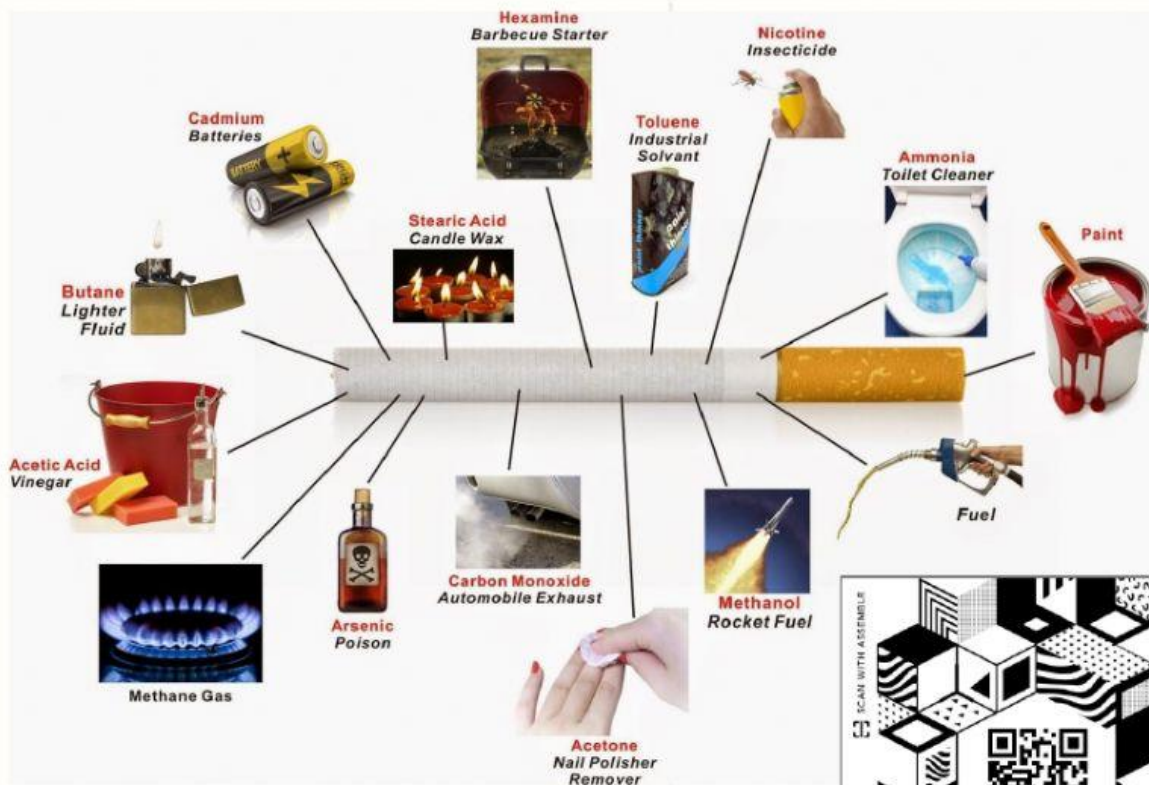 Hexamine
Barbecue Starter
Nicotine
Insecticide
Cadmium
Batteries
BATTERY
Toluene
Industrial
Solvant
Ammonia
Toilet Cleaner
Stearic Acid
Candle Wax
Paint
Butane
Lighter
Fluid
Acetic Acid
Vinegar
Fuel
Carbon Monoxide
Automobile Exhaust
Methanol
Rocket Fuel
Arsenic
Poison
Methane Gas
Acetone
Nail Polisher
Remover
SCAN WITH ASSEMBLR